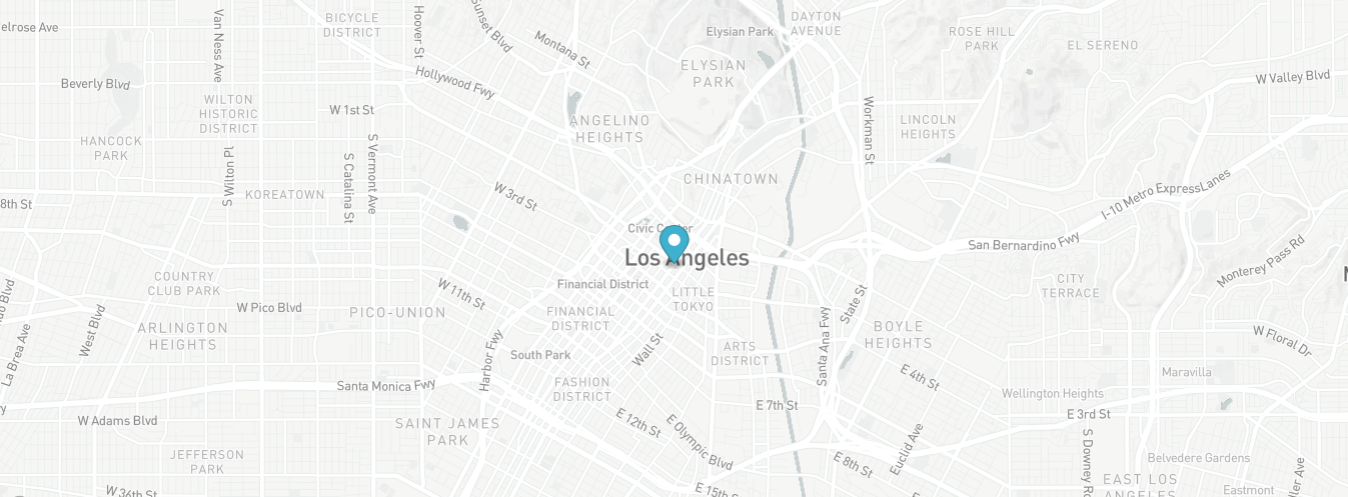 elrose Ave
Van Ness Ave
BICYCLE
DISTRICT
Hoover St
Sunset Blvd
Montana St
Elysian Park
DAYTON
AVENUE
ROSE HILL
PARK
EL SERENO
Beverly Blvd
Hollywood Fwy
ELYSIAN
PARK
W Valley Blvd
WILTON
HISTORIC
DISTRICT
W 1st St
ANGELINO
HEIGHTS
Workman St
LINCOLN
HEIGHTS
HANCOCK
PARK
S Wilton Pl
S Catalina St
S Vermont Ave
KOREATOWN
W 3rd St
CHINATOWN
I-10 Metro ExpressLanes
8th St
Los Angeles
San Bernardino Fwy
Monterey Pass Rd
COUNTRY
CLUB PARK
W 11th St
Financial District
LITTLE
TOKYO
State St
CITY
TERRACE
La Brea Ave
West Blvd
W Pico Blvd
ARLINGTON
HEIGHTS
PICO-UNION
FINANCIAL
DISTRICT
Harbor Fwy
South Park
Wall St
ARTS
DISTRICT
Santa Ana Fwy
BOYLE
HEIGHTS
W Floral Dr
Maravilla
Santa Monica Fwy
FASHION
DISTRICT
E 4th St
Wellington Heights
W Adams Blvd
SAINT JAMES
PARK
E 12th St
E Olympic Blvd
E 7th St
E 3rd St
JEFFERSON
PARK
E 8th St
Euclid Ave
S Downey Rd
Belvedere Gardens
W 36th St
E 15th St
EAST LOS
ANGELES
Eastmont